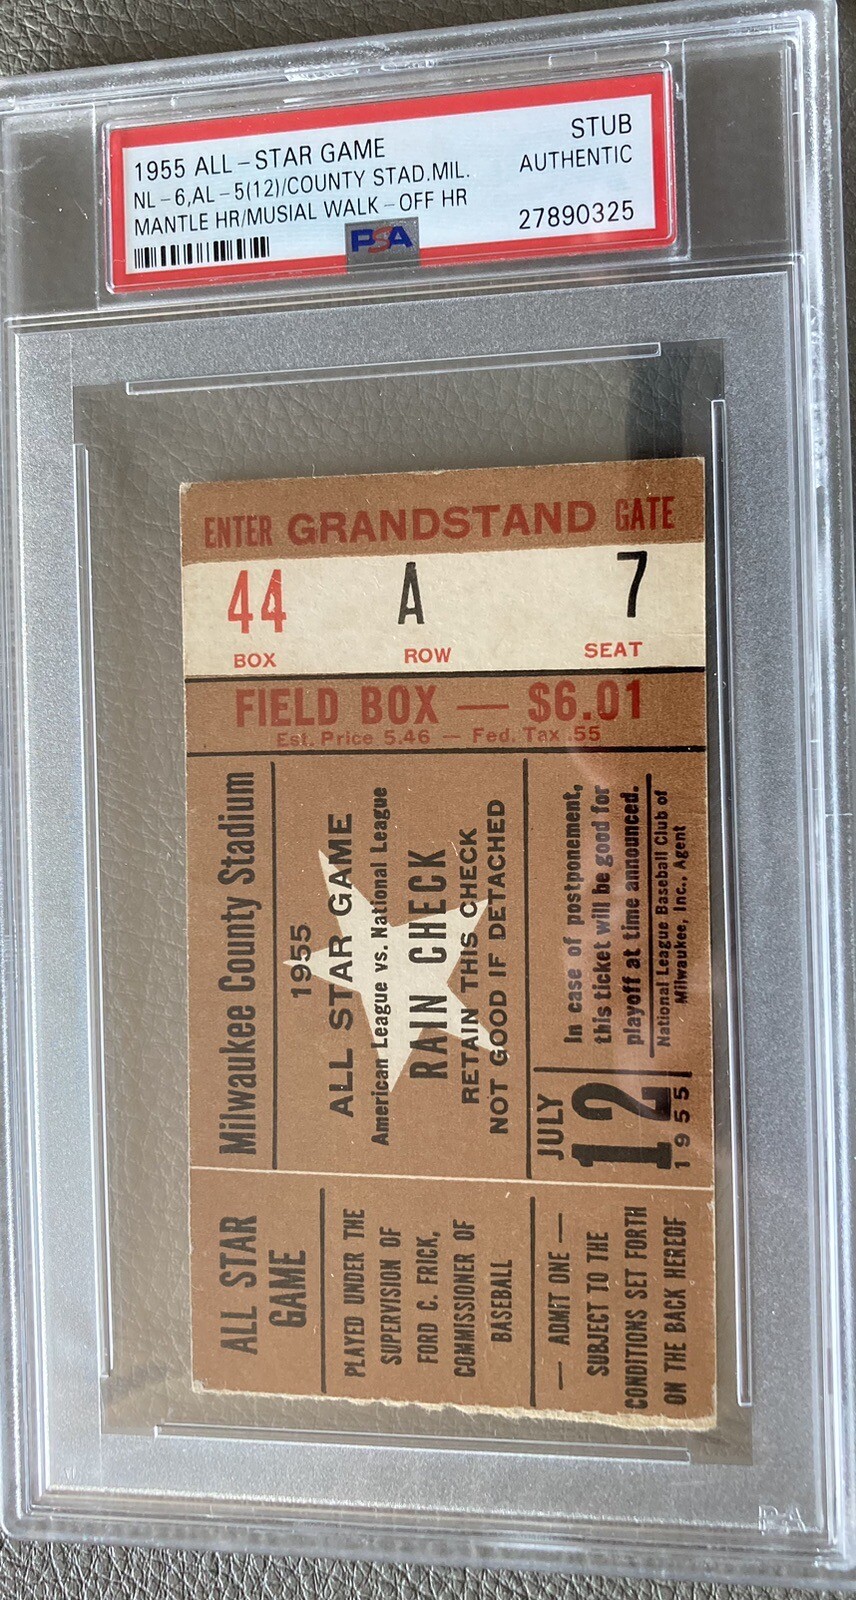 1955 ALL-STAR GAME
NL-6,AL-5(12)/COUNTY STAD.MIL.
MANTLE HR/MUSIAL WALK-OFF HR
STUB
AUTHENTIC
27890325
PSA
ENTER GRANDSTAND GATE
44 A 7
BOX ROW SEAT
FIELD BOX — $6.01
Est. Price 5.46 — Fed. Tax .55
Milwaukee County Stadium
1955
ALL STAR GAME
American League vs. National League
RAIN CHECK
RETAIN THIS CHECK
NOT GOOD IF DETACHED
JULY
12
1955
In case of postponement,
this ticket will be good for
playoff at time announced.
National League Baseball Club of
Milwaukee, Inc., Agent
ALL STAR
GAME
PLAYED UNDER THE
SUPERVISION OF
FORD C. FRICK,
COMMISSIONER OF
BASEBALL
— ADMIT ONE —
SUBJECT TO THE
CONDITIONS SET FORTH
ON THE BACK HEREOF